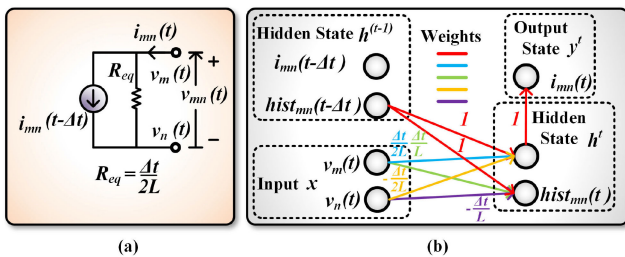 i_mn(t)
+
R_eq
v_m(t)
v_mn(t)
i_mn(t-Δt)
v_n(t)
−
R_eq = Δt/2L
(a)
Hidden State h^(t-1)
i_mn(t-Δt)
hist_mn(t-Δt)
Weights
Output
State y^t
i_mn(t)
1
1
1
Hidden
State h^t
Input x
v_m(t)
v_n(t)
Δt/2L
Δt/L
-Δt/2L
-Δt/L
hist_mn(t)
(b)